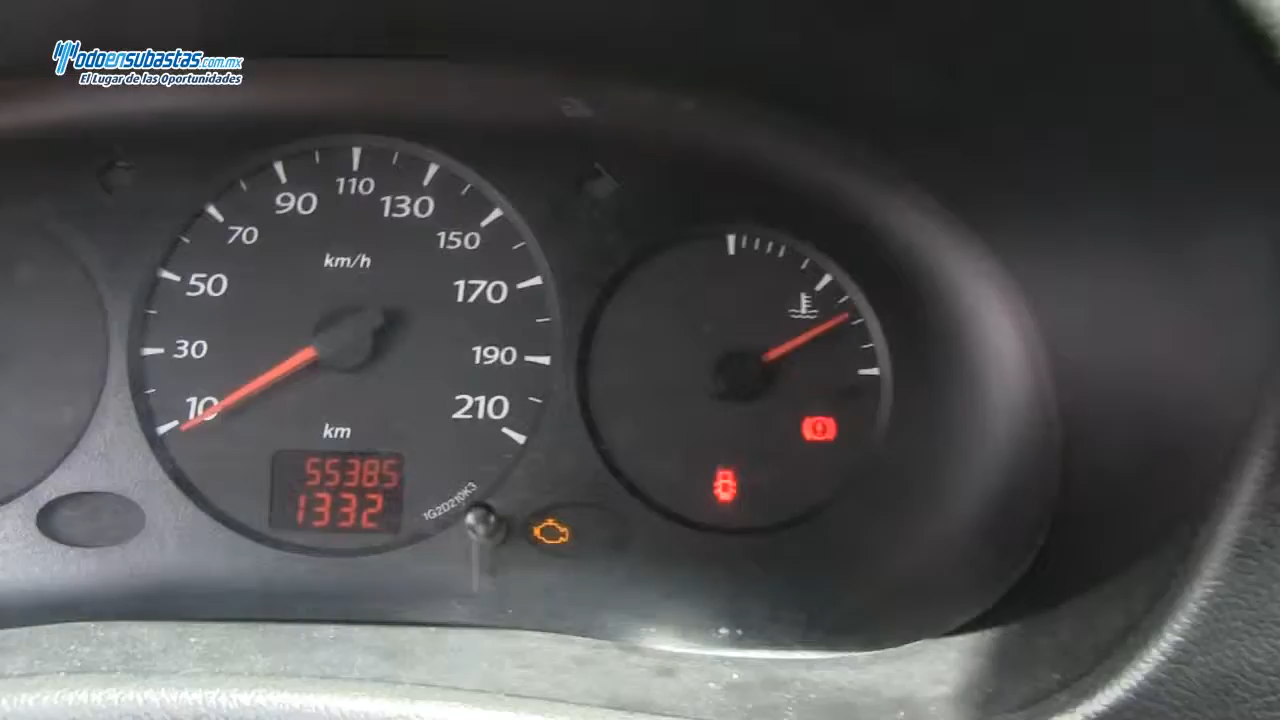 todoensubastas.com.mx
El Lugar de las Oportunidades
110
90
130
70
150
km/h
50
170
30
190
10
210
km
55385
1332
1G2D210K3